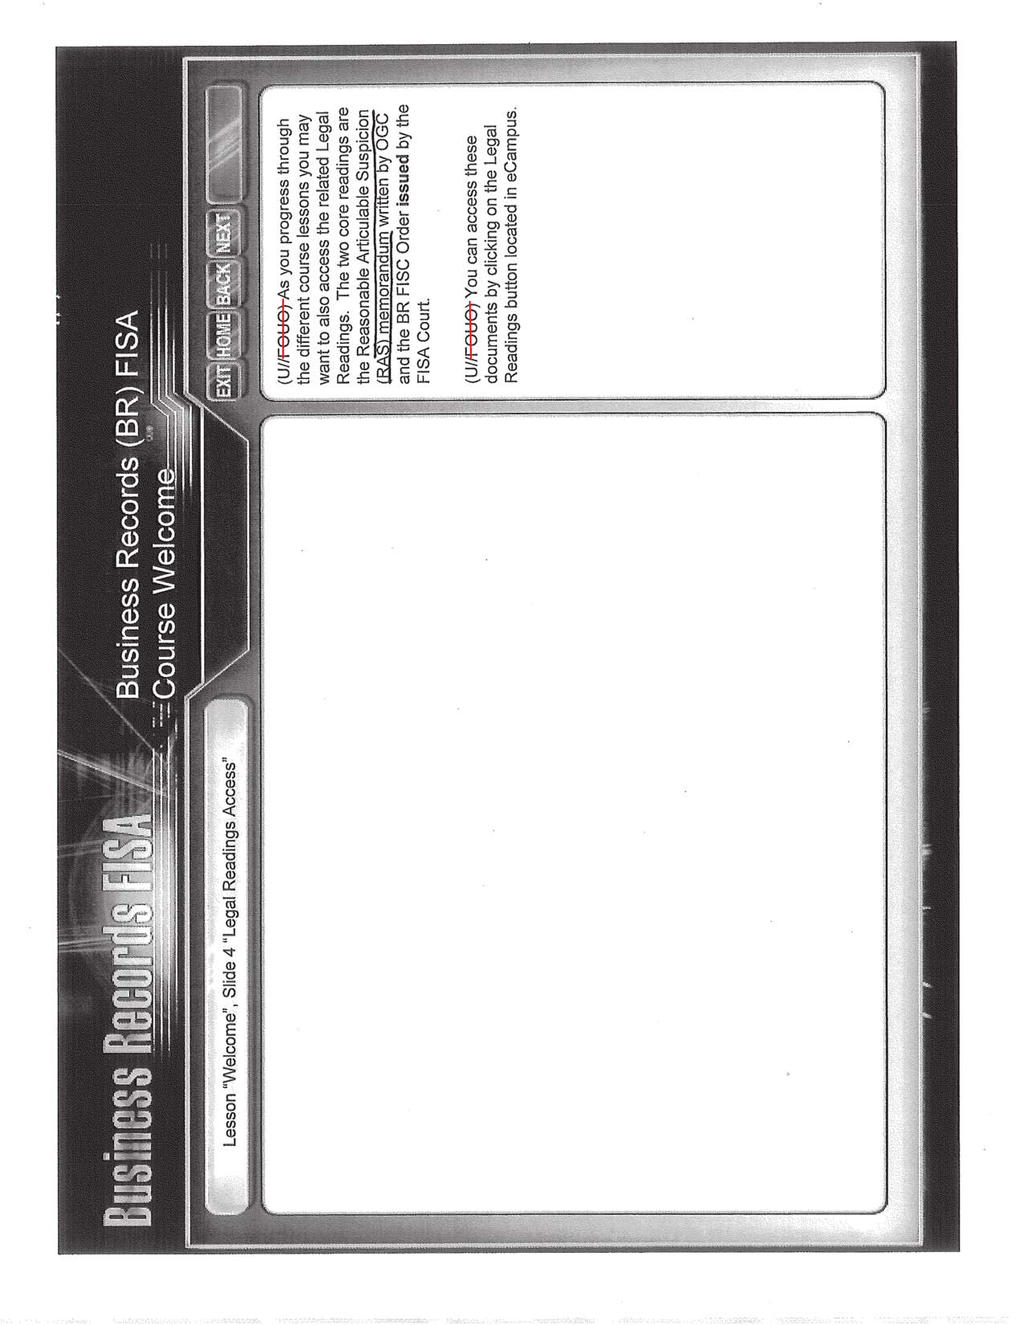 Business Records FISA
Business Records (BR) FISA
Course Welcome
Lesson "Welcome", Slide 4 "Legal Readings Access"
EXIT HOME BACK NEXT
(U//FOUO) As you progress through
the different course lessons you may
want to also access the related Legal
Readings. The two core readings are
the Reasonable Articulable Suspicion
(RAS) memorandum written by OGC
and the BR FISC Order issued by the
FISA Court.
(U//FOUO) You can access these
documents by clicking on the Legal
Readings button located in eCampus.